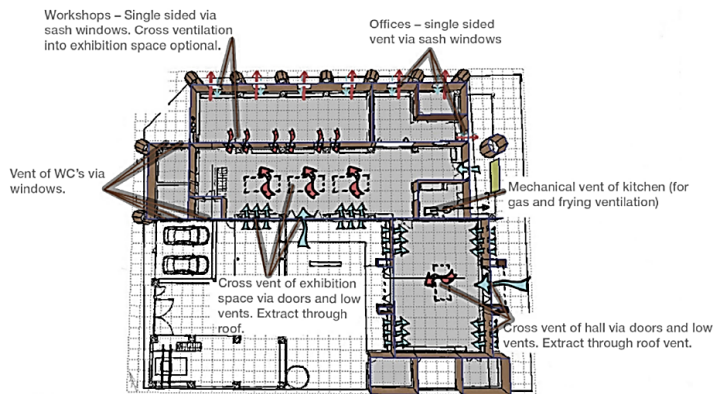 Workshops – Single sided via
sash windows. Cross ventilation
into exhibition space optional.
Offices – single sided
vent via sash windows
Vent of WC's via
windows.
Mechanical vent of kitchen (for
gas and frying ventilation)
Cross vent of exhibition
space via doors and low
vents. Extract through
roof.
Cross vent of hall via doors and low
vents. Extract through roof vent.